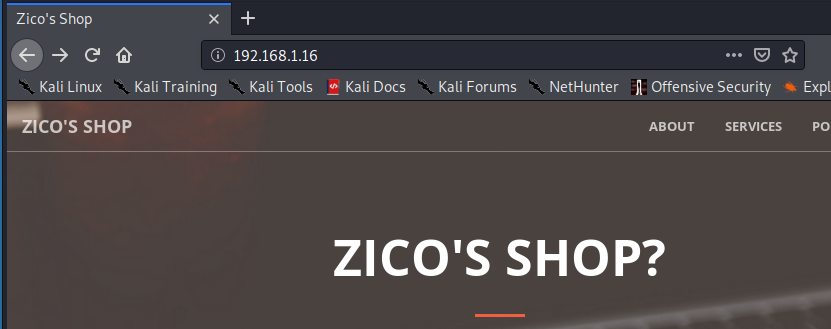 Zico's Shop
192.168.1.16
Kali Linux Kali Training Kali Tools Kali Docs Kali Forums NetHunter Offensive Security Expl
ZICO'S SHOP ABOUT SERVICES PO
ZICO'S SHOP?